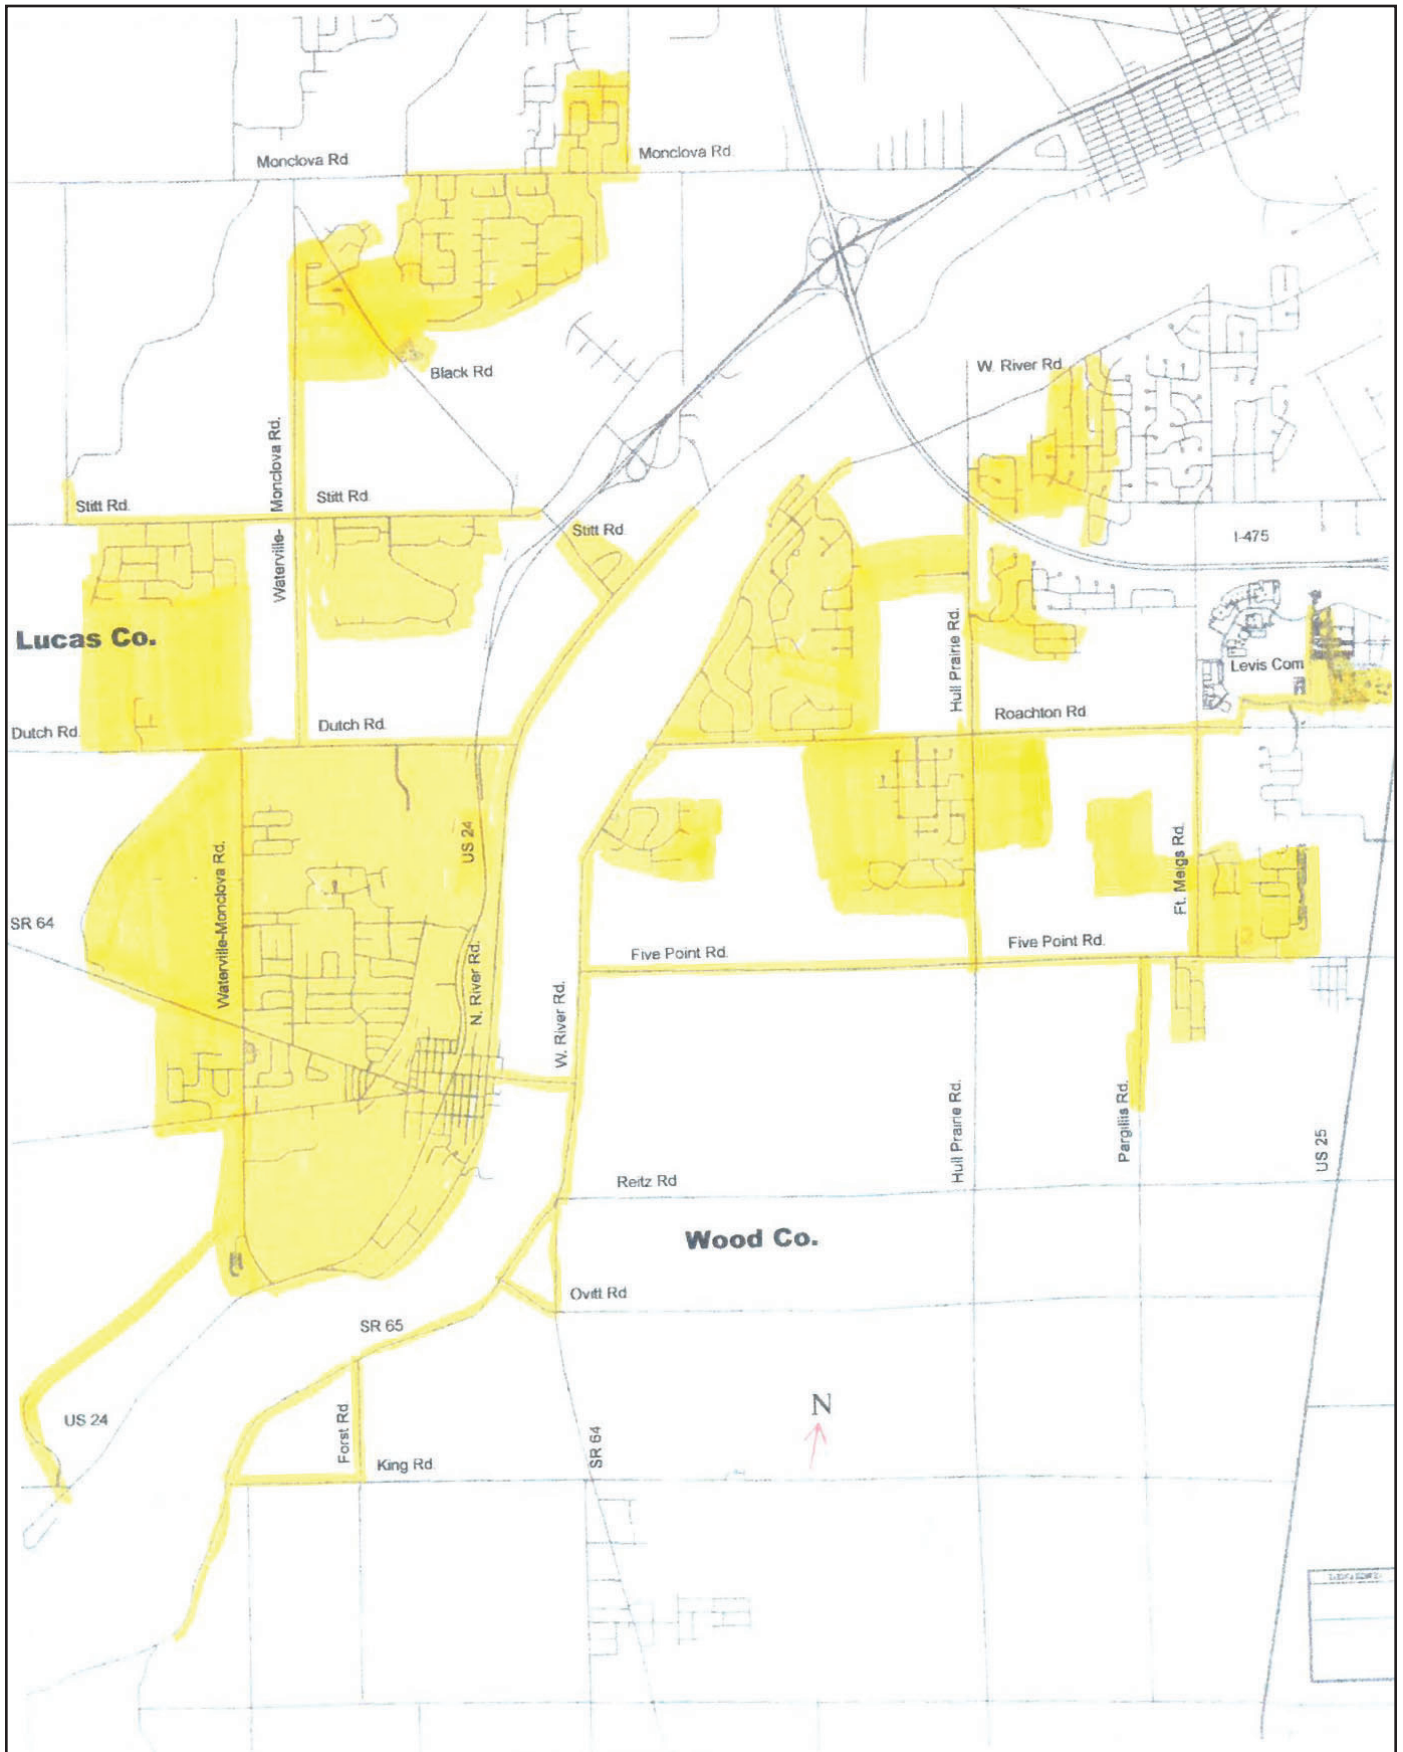 Monclova Rd
Monclova Rd.
Black Rd
W. River Rd.
Monclova Rd.
Waterville-
Stitt Rd.
Stitt Rd.
Stitt Rd.
I-475
Lucas Co.
Hull Prairie Rd.
Levis Com
Dutch Rd.
Dutch Rd.
Roachton Rd.
US 24
Waterville-Monclova Rd.
Ft. Meigs Rd.
SR 64
N. River Rd.
Five Point Rd.
Five Point Rd.
W. River Rd.
Hull Prairie Rd.
Pargillis Rd.
US 25
Reitz Rd
Wood Co.
Ovitt Rd
SR 65
US 24
Forst Rd
King Rd.
SR 64
N